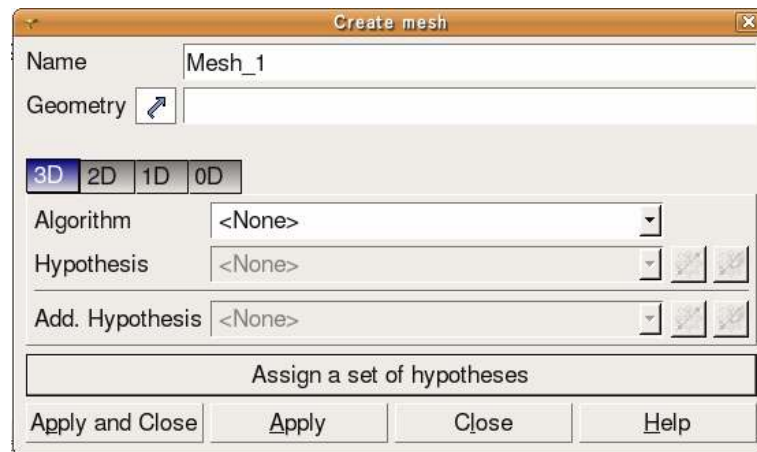 Create mesh
Name Mesh_1
Geometry
3D 2D 1D 0D
Algorithm <None>
Hypothesis <None>
Add. Hypothesis <None>
Assign a set of hypotheses
Apply and Close Apply Close Help